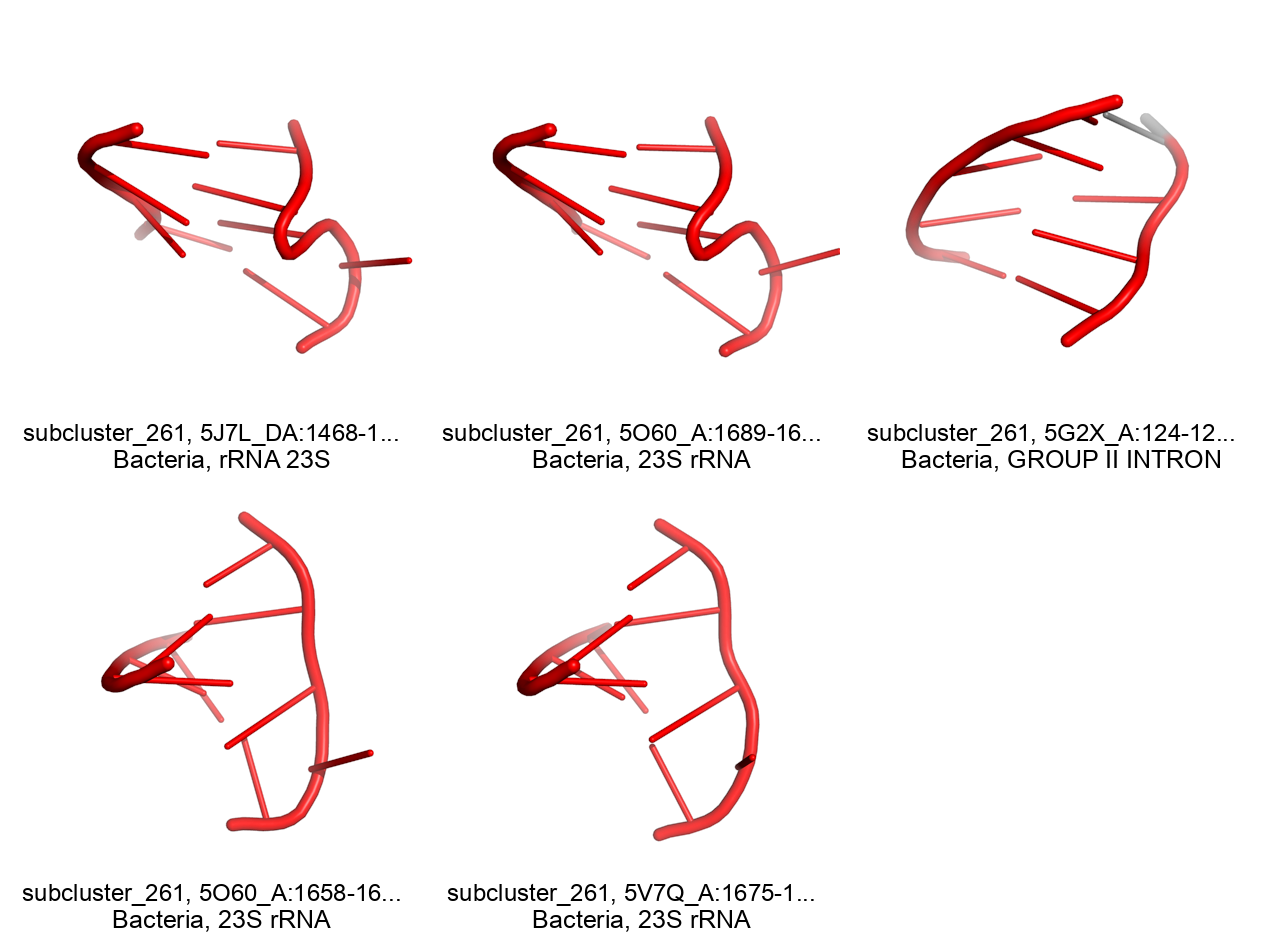 subcluster_261, 5J7L_DA:1468-1...
Bacteria, rRNA 23S
subcluster_261, 5O60_A:1689-16...
Bacteria, 23S rRNA
subcluster_261, 5G2X_A:124-12...
Bacteria, GROUP II INTRON
subcluster_261, 5O60_A:1658-16...
Bacteria, 23S rRNA
subcluster_261, 5V7Q_A:1675-1...
Bacteria, 23S rRNA